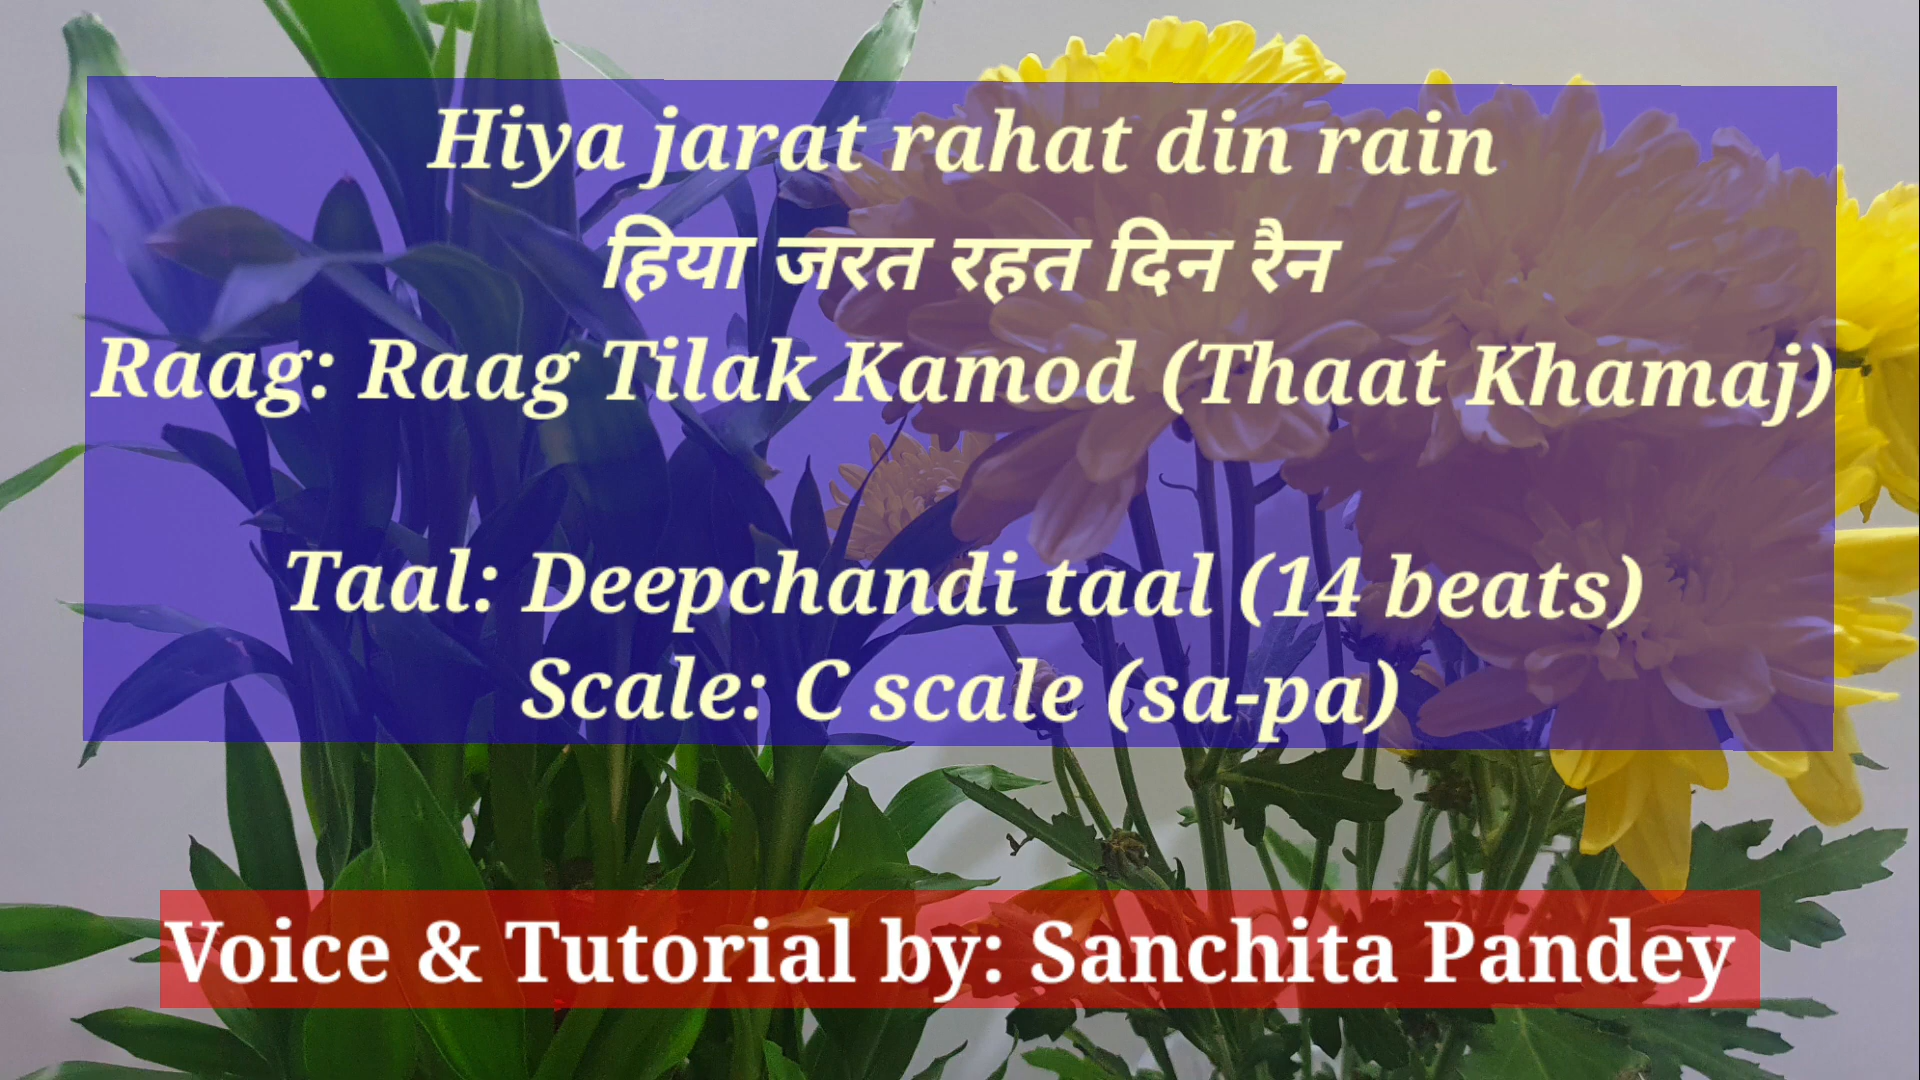 Hiya jarat rahat din rain
हिया जरत रहत दिन रैन
Raag: Raag Tilak Kamod (Thaat Khamaj)
Taal: Deepchandi taal (14 beats)
Scale: C scale (sa-pa)
Voice & Tutorial by: Sanchita Pandey